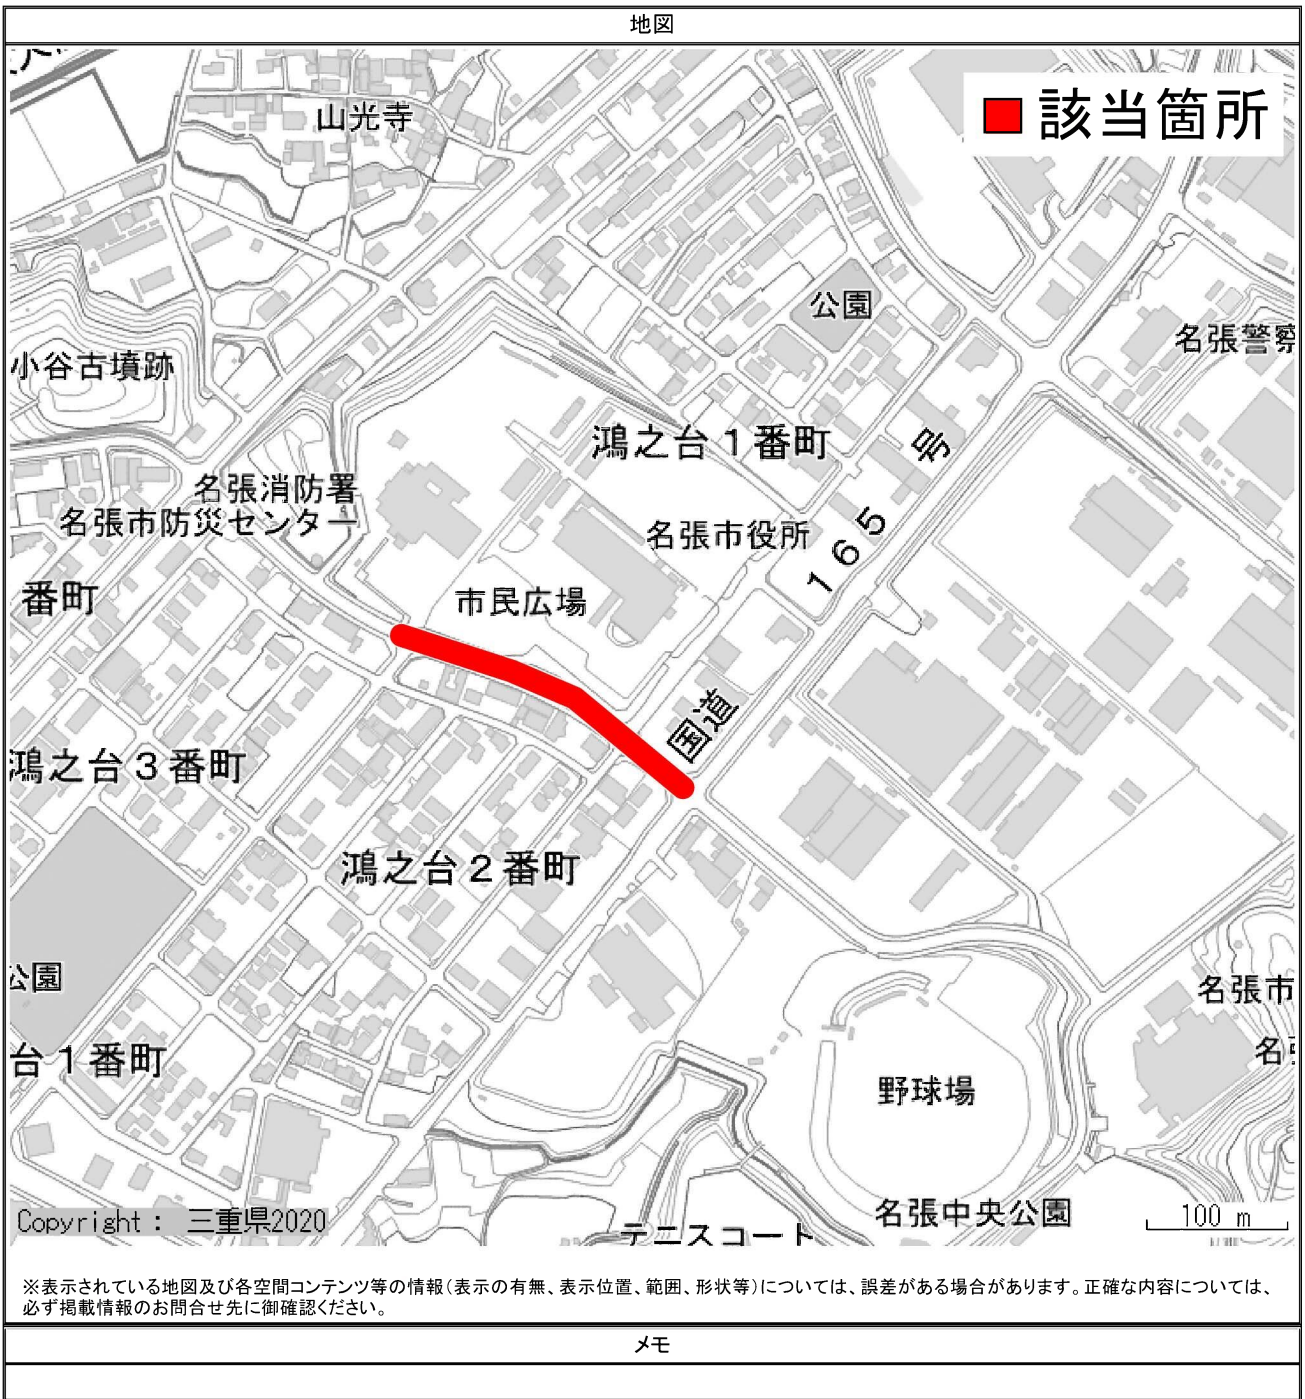 地図
該当箇所
山光寺
公園
名張警察
小谷古墳跡
鴻之台1番町
号
名張消防署
名張市防災センター
名張市役所
165
番町
市民広場
国道
鴻之台3番町
鴻之台2番町
公園
名張市
台1番町
野球場
名張中央公園
テニスコート
Copyright : 三重県2020
100 m
※表示されている地図及び各空間コンテンツ等の情報(表示の有無、表示位置、範囲、形状等)については、誤差がある場合があります。正確な内容については、
必ず掲載情報のお問合せ先に御確認ください。
メモ